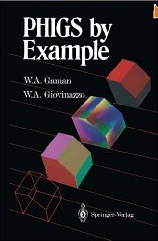 PHIGS by
Example
W.A. Gaman
W.A. Giovinazzo
Springer-Verlag